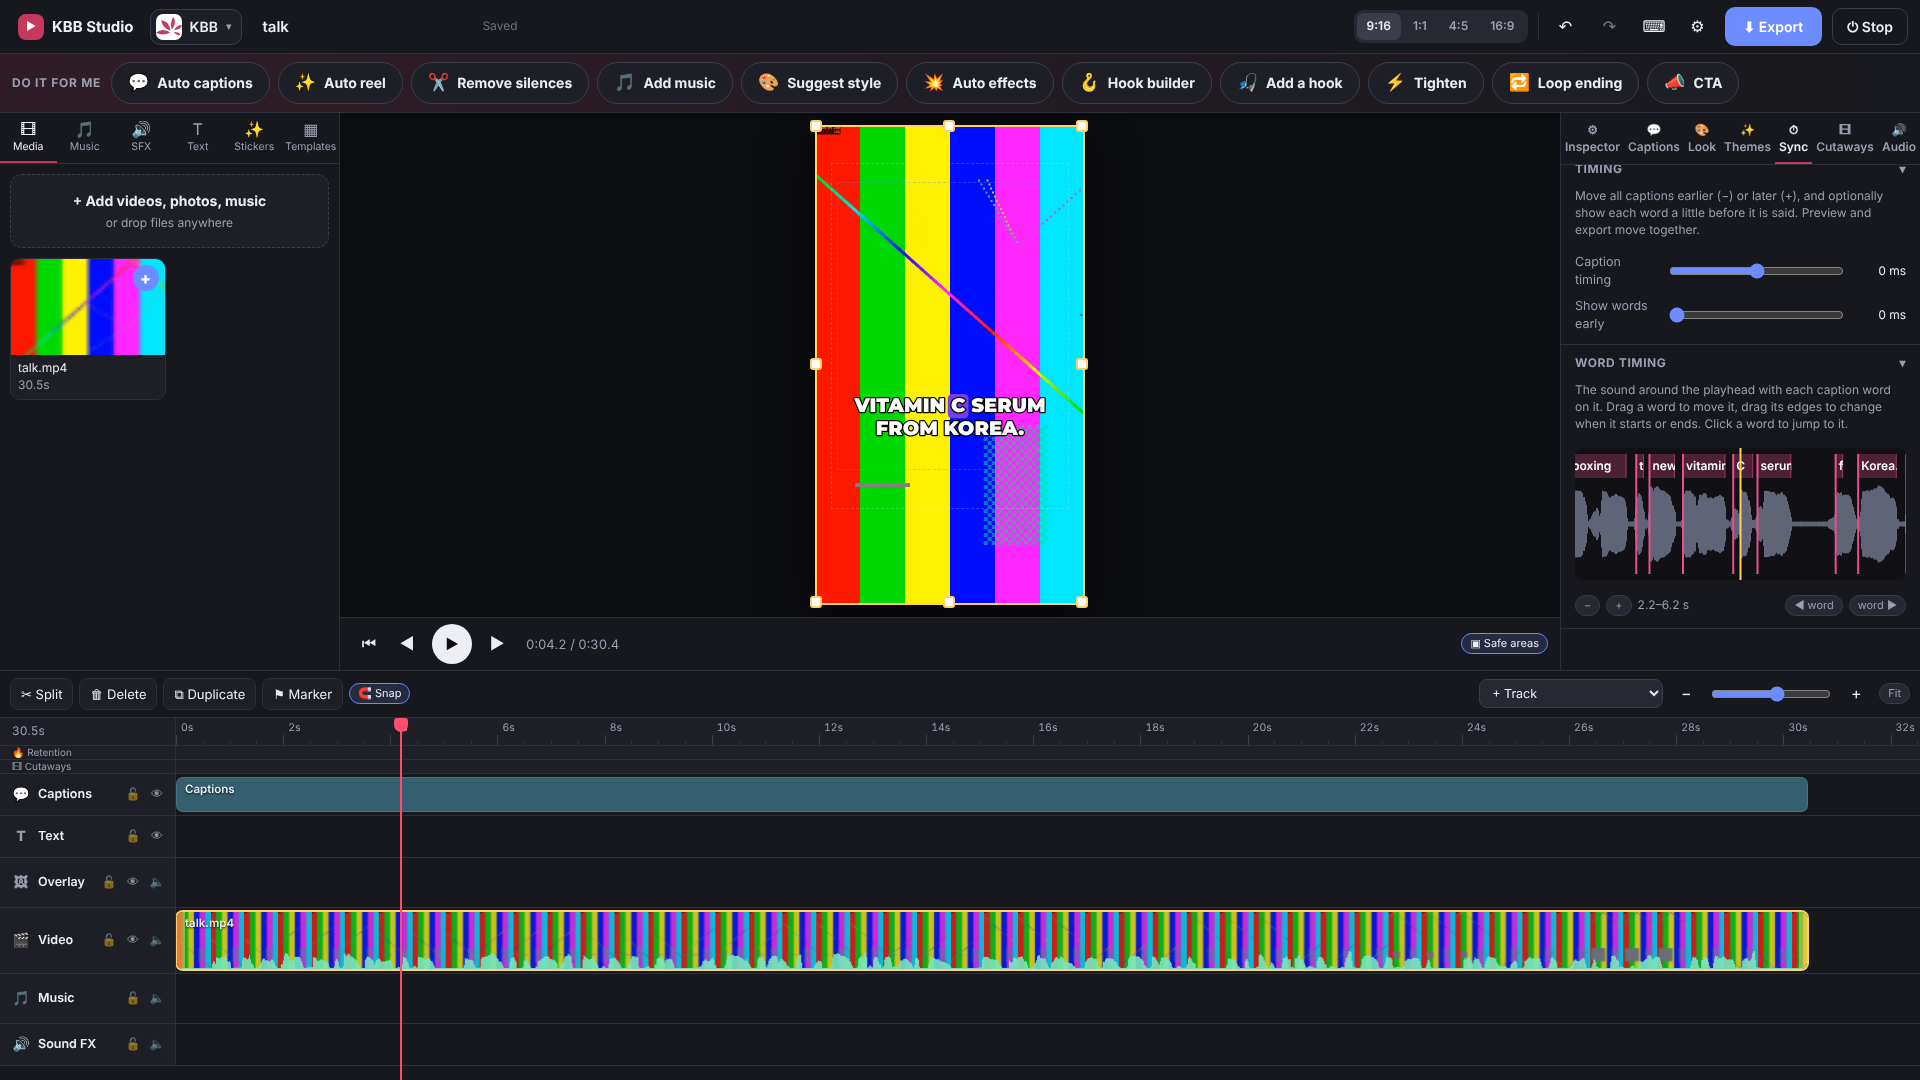 KBB Studio
KBB
talk
Saved
9:16 1:1 4:5 16:9
Export
Stop
DO IT FOR ME
Auto captions
Auto reel
Remove silences
Add music
Suggest style
Auto effects
Hook builder
Add a hook
Tighten
Loop ending
CTA
Media Music SFX Text Stickers Templates
+ Add videos, photos, music
or drop files anywhere
talk.mp4
30.5s
VITAMIN C SERUM
FROM KOREA.
0:04.2 / 0:30.4
Safe areas
Inspector Captions Look Themes Sync Cutaways Audio
TIMING
Move all captions earlier (−) or later (+), and optionally
show each word a little before it is said. Preview and
export move together.
Caption
timing
0 ms
Show words
early
0 ms
WORD TIMING
The sound around the playhead with each caption word
on it. Drag a word to move it, drag its edges to change
when it starts or ends. Click a word to jump to it.
boxing t new vitamin C serum f Korea.
− + 2.2–6.2 s
word word
Split
Delete
Duplicate
Marker
Snap
+ Track
− + Fit
30.5s
0s 2s 6s 8s 10s 12s 14s 16s 18s 20s 22s 24s 26s 28s 30s 32s
Retention
Cutaways
Captions
Captions
T Text
Overlay
Video
talk.mp4
Music
Sound FX